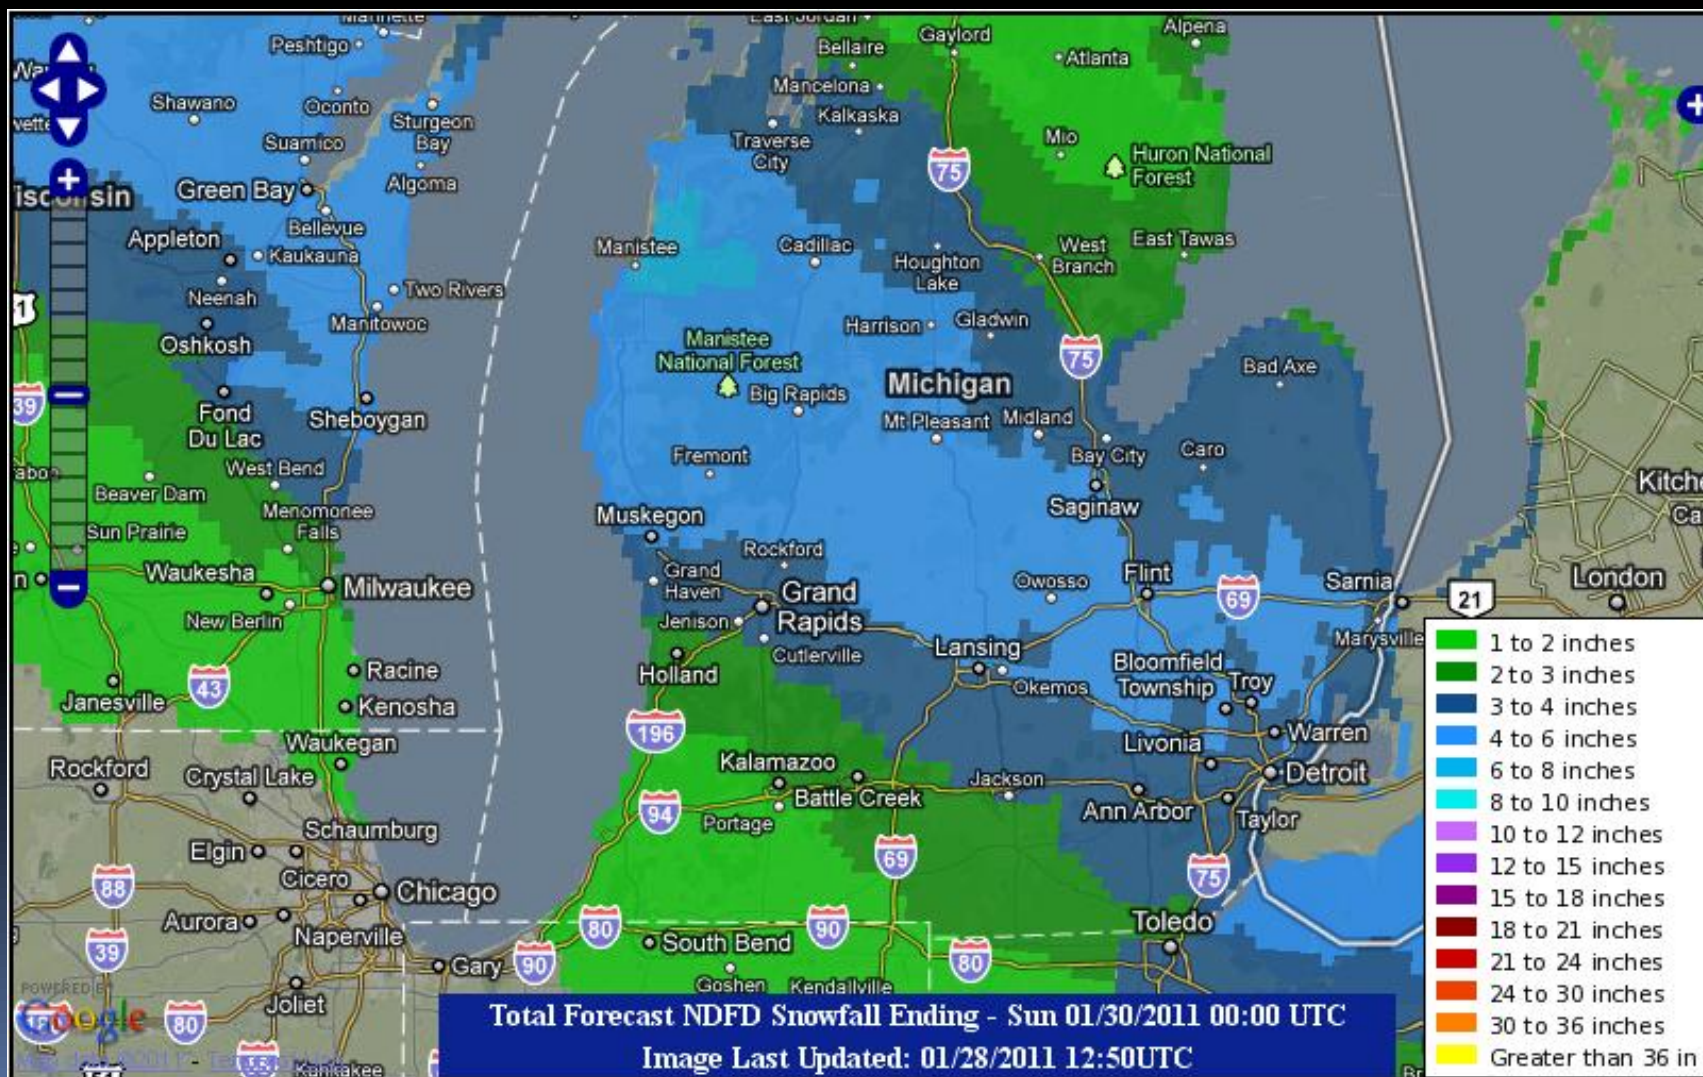 Marinette
East Jordan
Gaylord
Alpena
Peshtigo
Bellaire
Atlanta
Mancelona
Shawano
Oconto
Kalkaska
Sturgeon
Bay
Suamico
Traverse
City
Mio
Huron National
Forest
75
Algoma
Green Bay
Bellevue
Appleton
Kaukauna
Manistee
Cadillac
West
Branch
East Tawas
Houghton
Lake
Neenah
Two Rivers
Manitowoc
Harrison
Gladwin
Oshkosh
Manistee
National Forest
75
Bad Axe
39
Michigan
Big Rapids
Fond
Du Lac
Sheboygan
Mt Pleasant
Midland
West Bend
Fremont
Bay City
Caro
Beaver Dam
Saginaw
Menomonee
Falls
Muskegon
Sun Prairie
Rockford
Waukesha
Milwaukee
Grand
Haven
Grand
Rapids
Owosso
Flint
69
Sarnia
21
London
New Berlin
Jenison
Cutlerville
Lansing
Marysville
Racine
Holland
Okemos
Bloomfield
Township
Troy
43
Janesville
Kenosha
196
Warren
Waukegan
Livonia
Rockford
Crystal Lake
Kalamazoo
Detroit
Jackson
Battle Creek
94
Portage
Ann Arbor
Taylor
Schaumburg
Elgin
69
75
88
Cicero
Chicago
Aurora
80
90
Toledo
Naperville
South Bend
39
Gary
90
80
Goshen
Kendallville
Joliet
POWERED BY
Google
80
Kankakee
1 to 2 inches
2 to 3 inches
3 to 4 inches
4 to 6 inches
6 to 8 inches
8 to 10 inches
10 to 12 inches
12 to 15 inches
15 to 18 inches
18 to 21 inches
21 to 24 inches
24 to 30 inches
30 to 36 inches
Greater than 36 in
Total Forecast NDFD Snowfall Ending - Sun 01/30/2011 00:00 UTC
Image Last Updated: 01/28/2011 12:50UTC